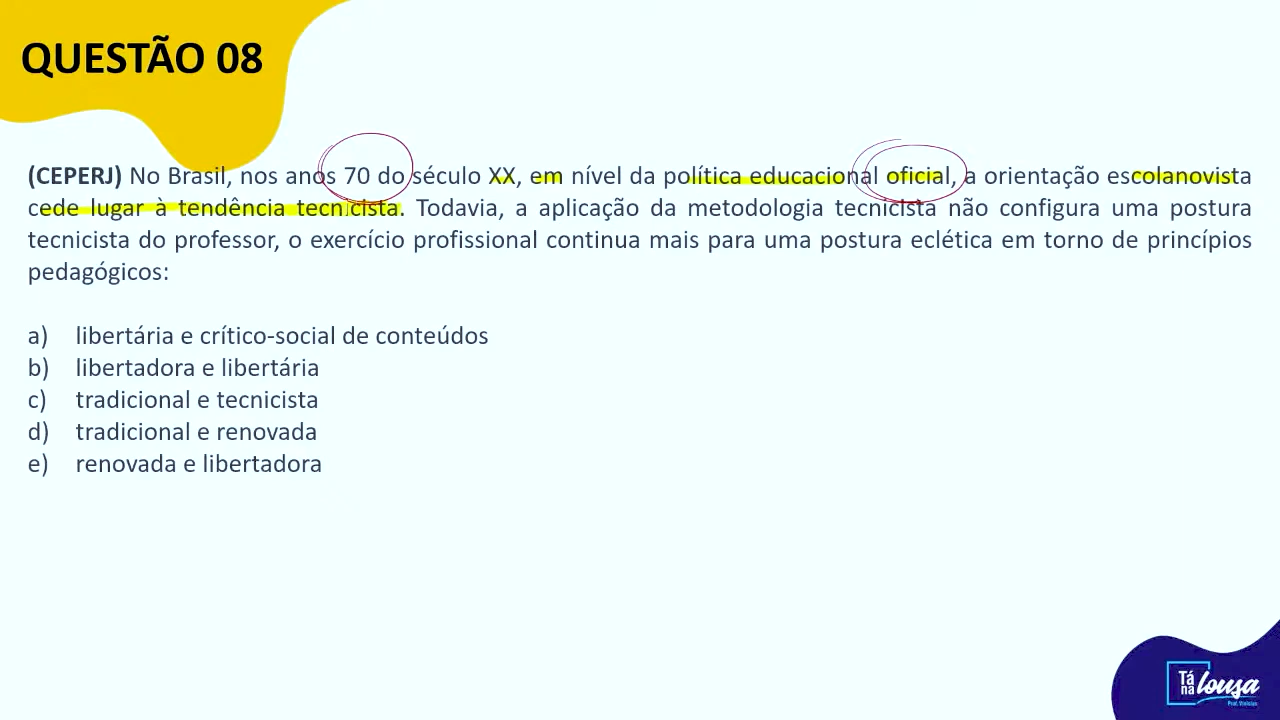 QUESTÃO 08
(CEPERJ) No Brasil, nos anos 70 do século XX, em nível da política educacional oficial, a orientação escolanovista
cede lugar à tendência tecnicista. Todavia, a aplicação da metodologia tecnicista não configura uma postura
tecnicista do professor, o exercício profissional continua mais para uma postura eclética em torno de princípios
pedagógicos:
a) libertária e crítico-social de conteúdos
b) libertadora e libertária
c) tradicional e tecnicista
d) tradicional e renovada
e) renovada e libertadora
Tá
na lousa
Prof. Vinícius